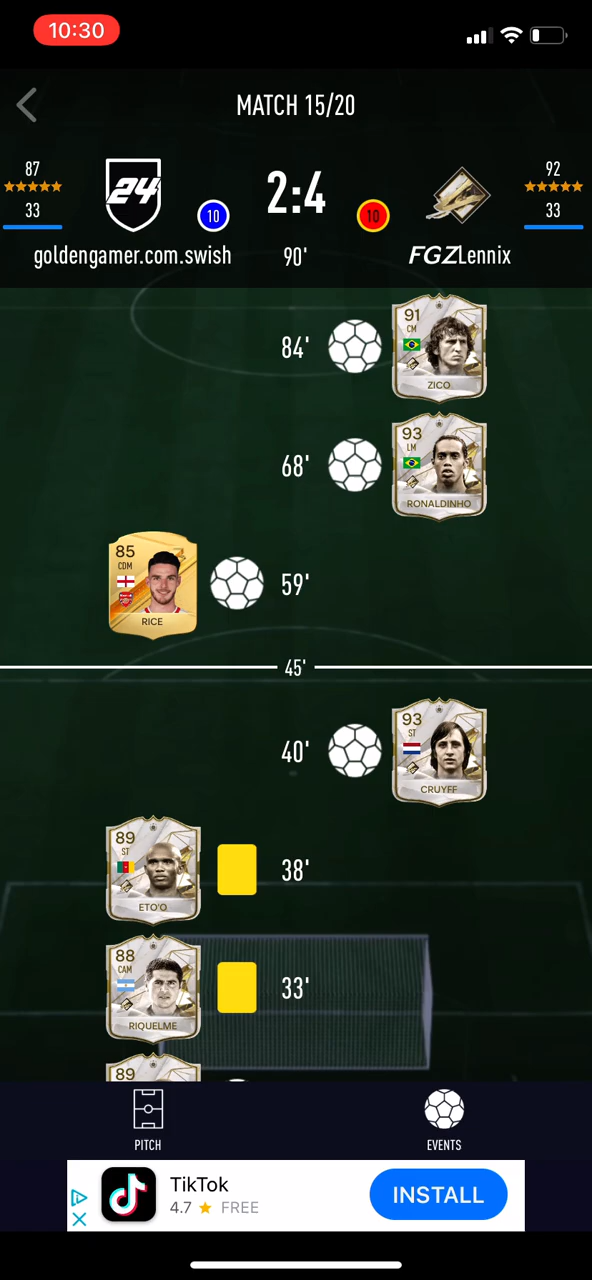 10:30
MATCH 15/20
87
33
24
10
2:4
10
92
33
goldengamer.com.swish
90'
FGZLennix
84'
91
CM
ZICO
68'
93
LM
RONALDINHO
85
CDM
RICE
59'
45'
40'
93
ST
CRUYFF
89
ST
ETO'O
38'
88
CAM
RIQUELME
33'
89
PITCH
EVENTS
TikTok
4.7 ★ FREE
INSTALL